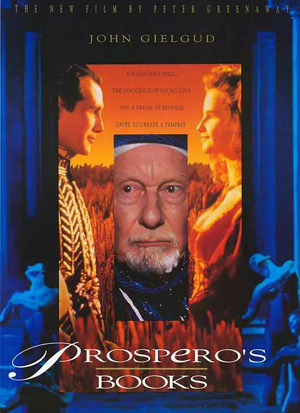 THE NEW FILM BY PETER GREENAWAY
JOHN GIELGUD
A MAGICIAN'S SPELL,
THE INNOCENCE OF YOUNG LOVE
AND A DREAM OF REVENGE
UNITE TO CREATE A TEMPEST.
PROSPERO'S
BOOKS